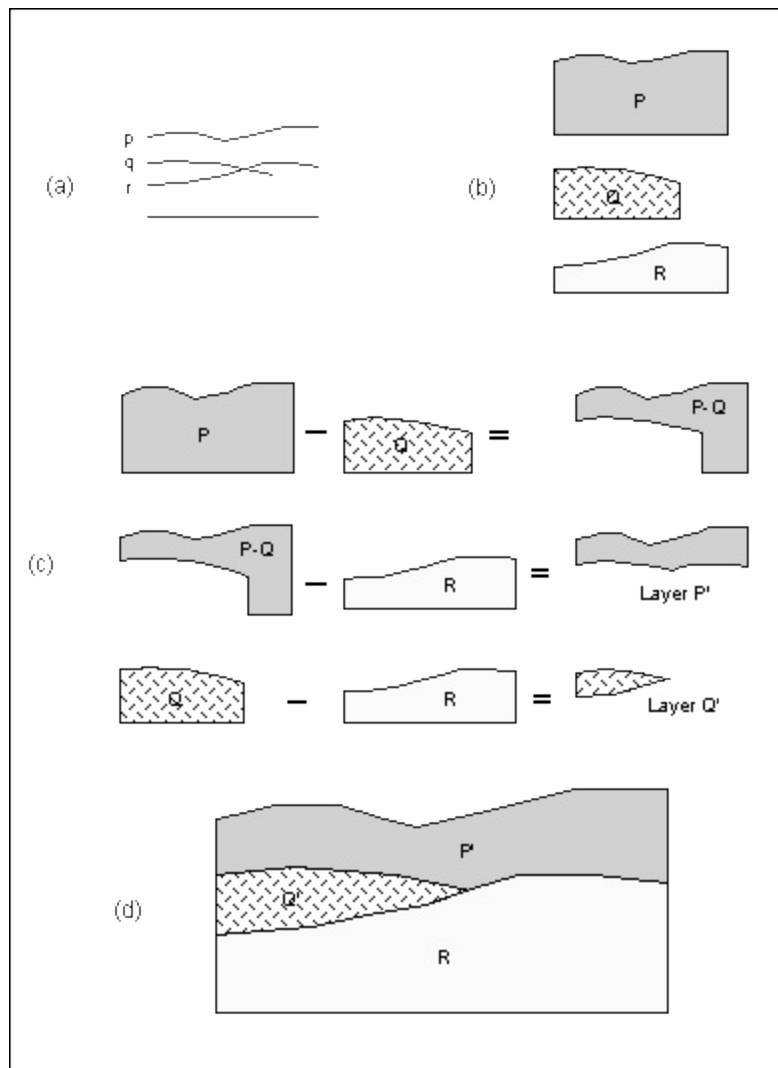 (a)
p
q
r
(b)
P
Q
R
(c)
P
−
Q
=
P-Q
P-Q
−
R
=
Layer P'
Q
−
R
=
Layer Q'
(d)
P'
Q'
R